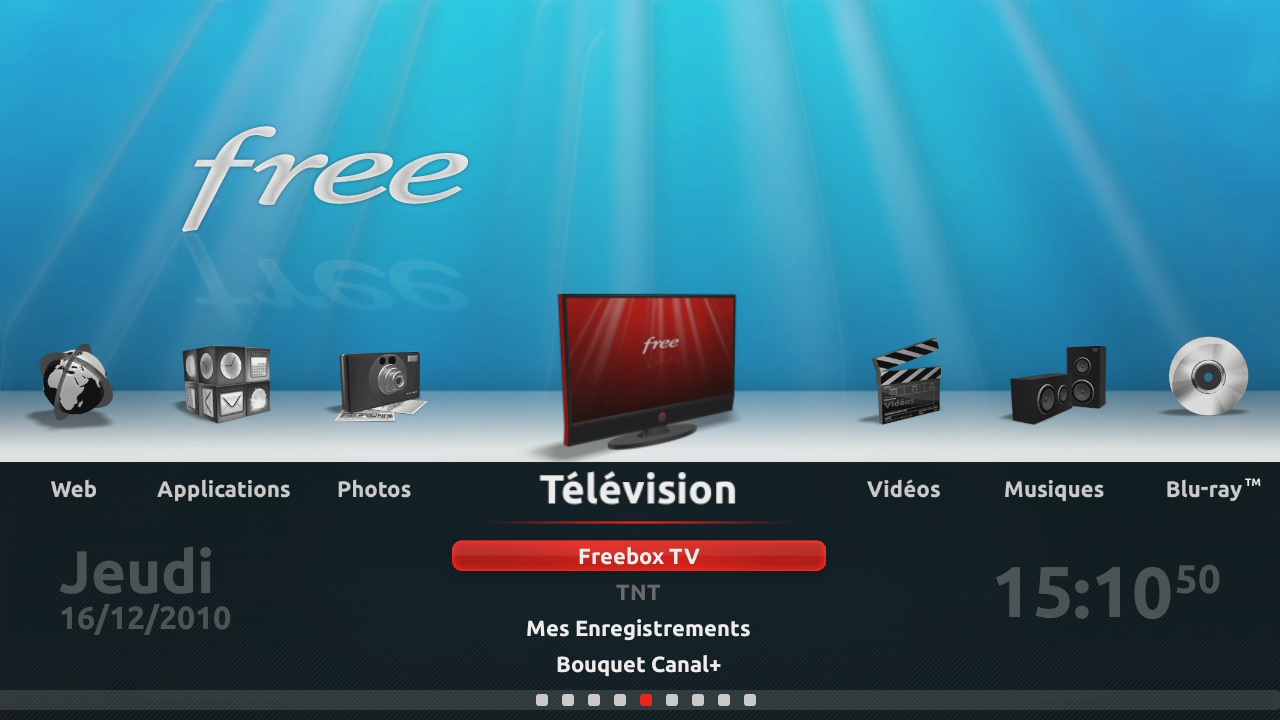 free
free
Vidéos
Web
Applications
Photos
Télévision
Vidéos
Musiques
Blu-ray™
Freebox TV
TNT
Mes Enregistrements
Bouquet Canal+
Jeudi
16/12/2010
15:10 50